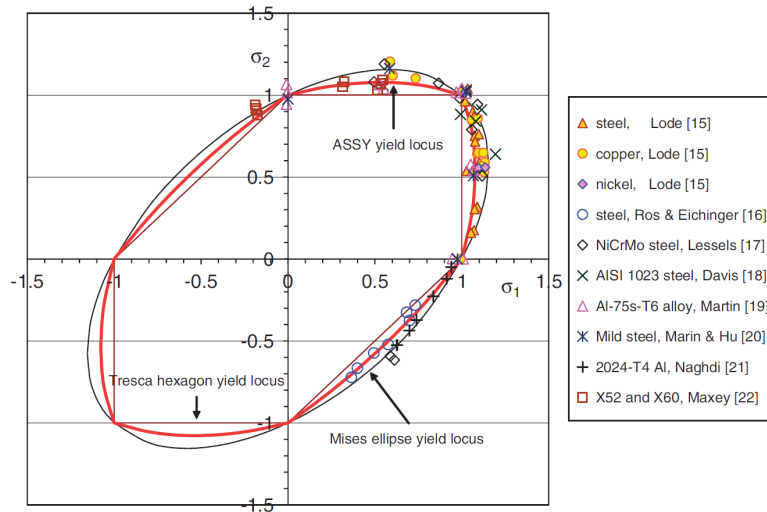 1.5
σ2
1
ASSY yield locus
0.5
0
-1.5
-1
-0.5
0
0.5
1
1.5
σ1
-0.5
Tresca hexagon yield locus
-1
Mises ellipse yield locus
-1.5
steel, Lode [15]
copper, Lode [15]
nickel, Lode [15]
steel, Ros & Eichinger [16]
NiCrMo steel, Lessels [17]
AISI 1023 steel, Davis [18]
Al-75s-T6 alloy, Martin [19]
Mild steel, Marin & Hu [20]
2024-T4 Al, Naghdi [21]
X52 and X60, Maxey [22]